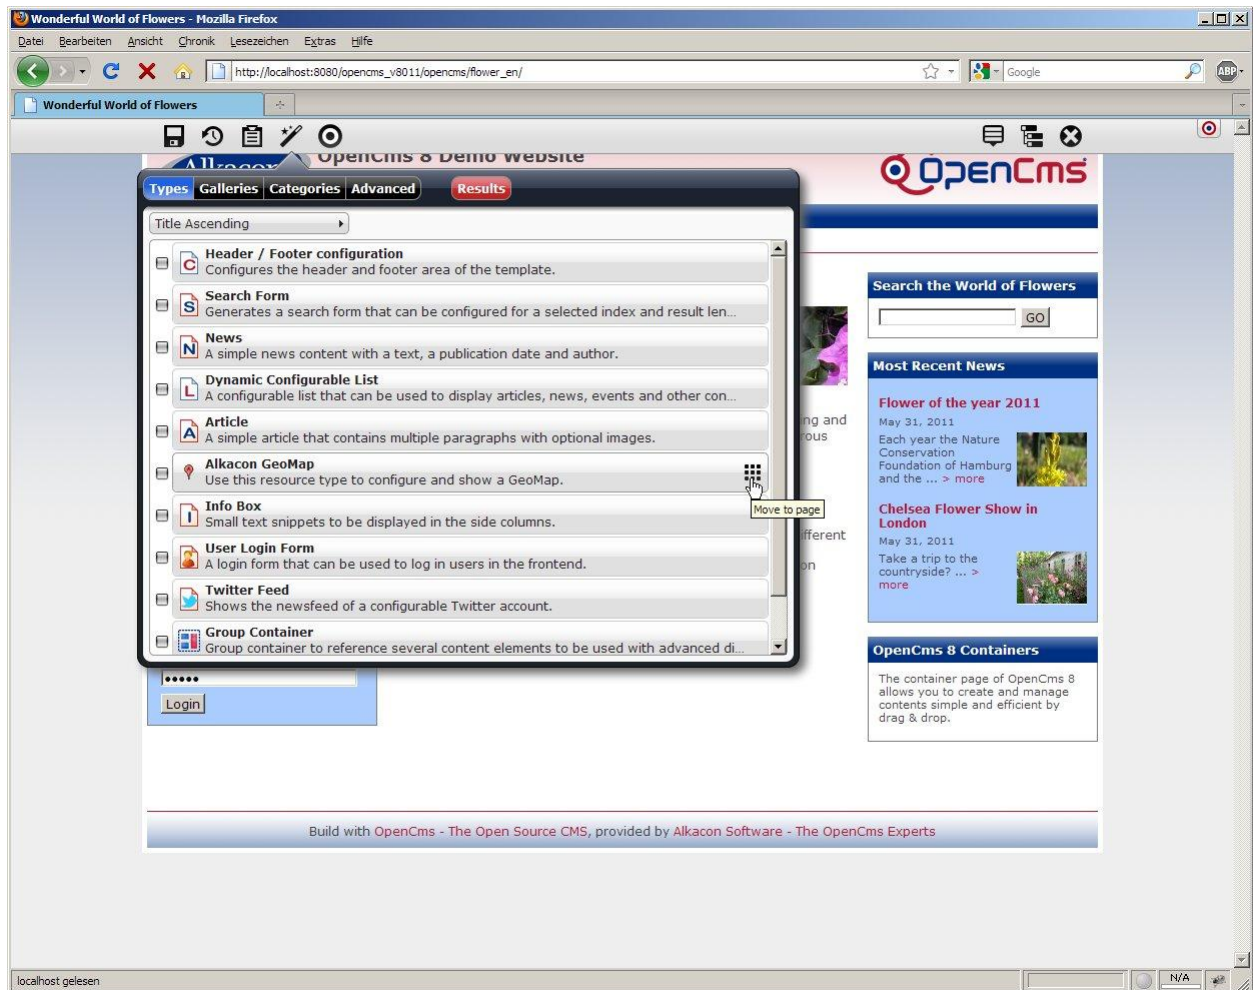 Wonderful World of Flowers - Mozilla Firefox
Datei Bearbeiten Ansicht Chronik Lesezeichen Extras Hilfe
http://localhost:8080/opencms_v8011/opencms/flower_en/
Google
ABP
Wonderful World of Flowers
Alkacon
OpenCms 8 Demo Website
OpenCms
Types Galleries Categories Advanced Results
Title Ascending
Header / Footer configuration
Configures the header and footer area of the template.
Search Form
Generates a search form that can be configured for a selected index and result len...
News
A simple news content with a text, a publication date and author.
Dynamic Configurable List
A configurable list that can be used to display articles, news, events and other con...
Article
A simple article that contains multiple paragraphs with optional images.
Alkacon GeoMap
Use this resource type to configure and show a GeoMap.
Move to page
Info Box
Small text snippets to be displayed in the side columns.
User Login Form
A login form that can be used to log in users in the frontend.
Twitter Feed
Shows the newsfeed of a configurable Twitter account.
Group Container
Group container to reference several content elements to be used with advanced di...
Login
ng and
rous
ifferent
on
Search the World of Flowers
GO
Most Recent News
Flower of the year 2011
May 31, 2011
Each year the Nature
Conservation
Foundation of Hamburg
and the ... > more
Chelsea Flower Show in
London
May 31, 2011
Take a trip to the
countryside? ... >
more
OpenCms 8 Containers
The container page of OpenCms 8
allows you to create and manage
contents simple and efficient by
drag & drop.
Build with OpenCms - The Open Source CMS, provided by Alkacon Software - The OpenCms Experts
localhost gelesen
N/A